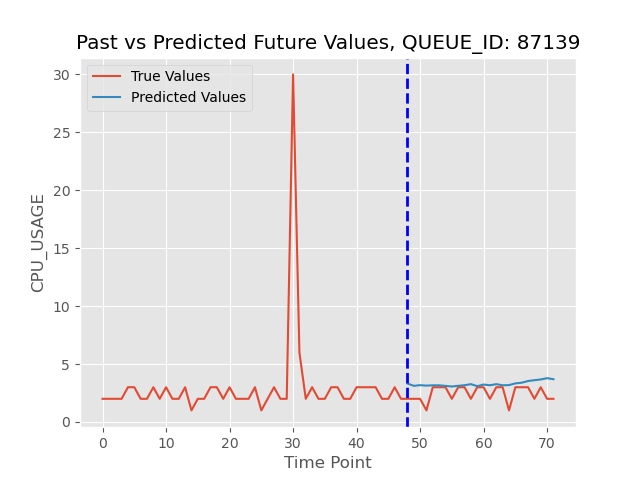 Past vs Predicted Future Values, QUEUE_ID: 87139
True Values
Predicted Values
CPU_USAGE
30
25
20
15
10
5
0
0 10 20 30 40 50 60 70
Time Point